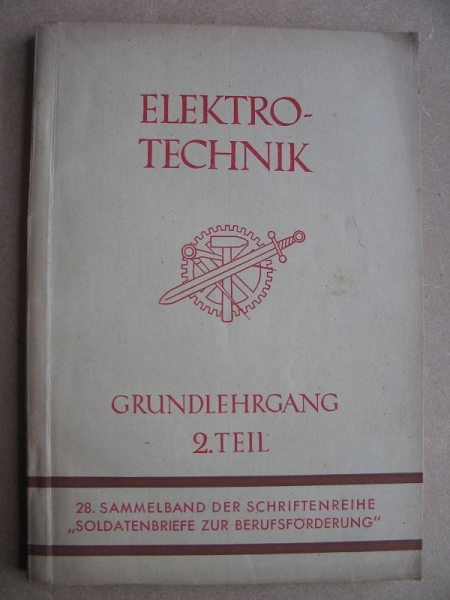 ELEKTRO-
TECHNIK
GRUNDLEHRGANG
2. TEIL
28. SAMMELBAND DER SCHRIFTENREIHE
„SOLDATENBRIEFE ZUR BERUFSFÖRDERUNG“